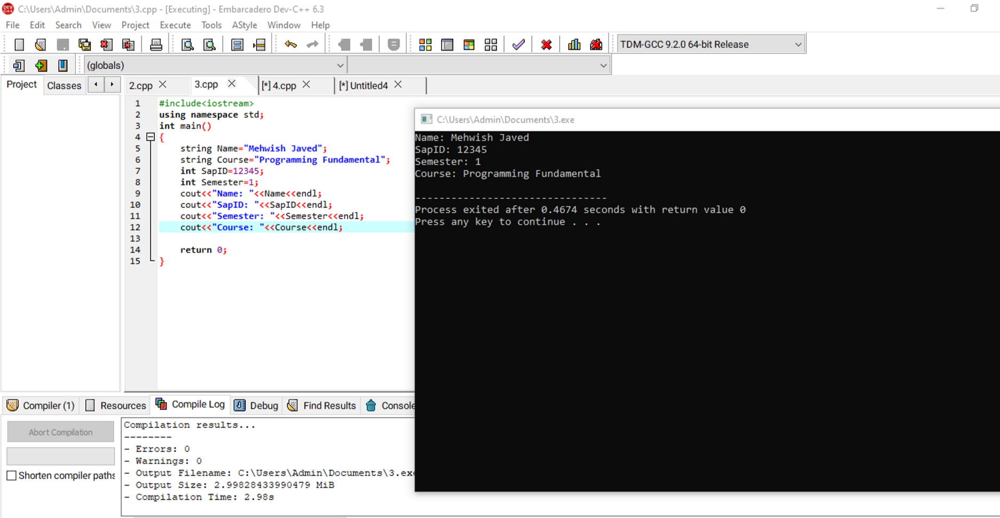 C:\Users\Admin\Documents\3.cpp - [Executing] - Embarcadero Dev-C++ 6.3
File Edit Search View Project Execute Tools AStyle Window Help
TDM-GCC 9.2.0 64-bit Release
(globals)
Project Classes
2.cpp 3.cpp [*] 4.cpp [*] Untitled4
1 #include<iostream>
2 using namespace std;
3 int main()
4 {
5 string Name="Mehwish Javed";
6 string Course="Programming Fundamental";
7 int SapID=12345;
8 int Semester=1;
9 cout<<"Name: "<<Name<<endl;
10 cout<<"SapID: "<<SapID<<endl;
11 cout<<"Semester: "<<Semester<<endl;
12 cout<<"Course: "<<Course<<endl;
13
14 return 0;
15 }
C:\Users\Admin\Documents\3.exe
Name: Mehwish Javed
SapID: 12345
Semester: 1
Course: Programming Fundamental
--------------------------------
Process exited after 0.4674 seconds with return value 0
Press any key to continue . . .
Compiler (1) Resources Compile Log Debug Find Results Console
Abort Compilation
Shorten compiler paths
Compilation results...
--------
- Errors: 0
- Warnings: 0
- Output Filename: C:\Users\Admin\Documents\3.exe
- Output Size: 2.99828433990479 MiB
- Compilation Time: 2.98s